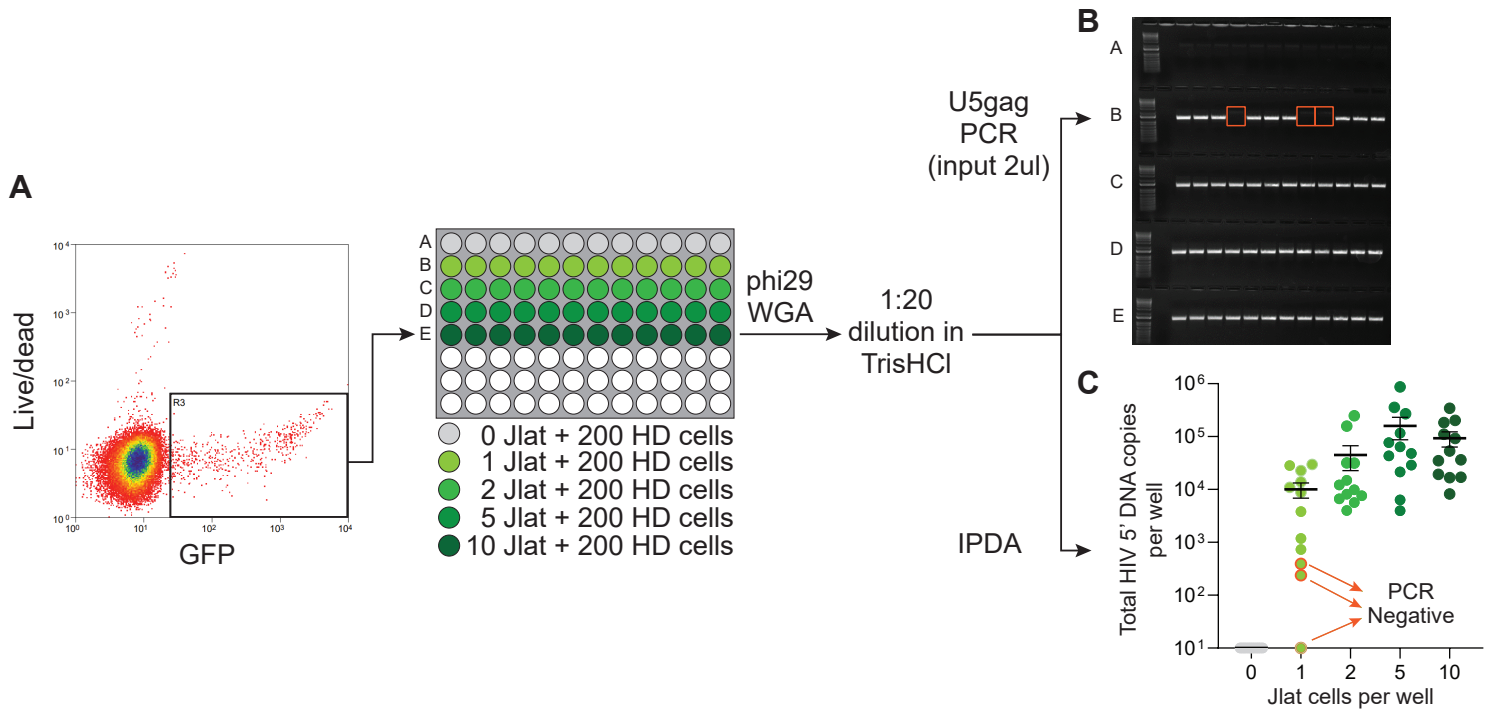 A
Live/dead
10⁴
10³
10²
10¹
10⁰
R3
10⁰
10¹
10²
10³
10⁴
GFP
A
B
C
D
E
0 Jlat + 200 HD cells
1 Jlat + 200 HD cells
2 Jlat + 200 HD cells
5 Jlat + 200 HD cells
10 Jlat + 200 HD cells
phi29
WGA
1:20
dilution in
TrisHCl
U5gag
PCR
(input 2ul)
IPDA
B
A
B
C
D
E
C
Total HIV 5' DNA copies
per well
10⁶
10⁵
10⁴
10³
10²
10¹
PCR
Negative
0
1
2
5
10
Jlat cells per well